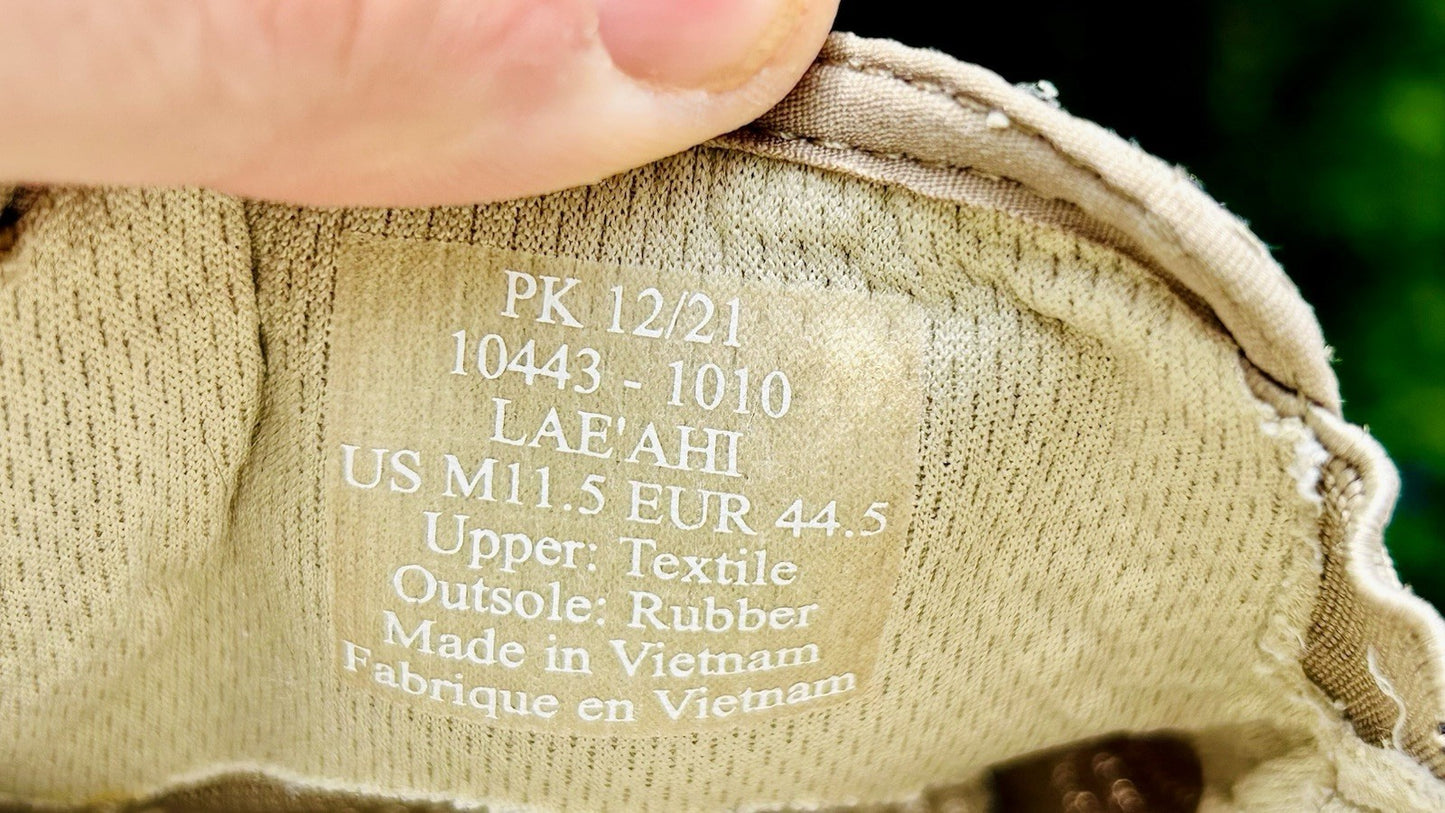 PK 12/21
10443 - 1010
LAE'AHI
US M11.5 EUR 44.5
Upper: Textile
Outsole: Rubber
Made in Vietnam
Fabrique en Vietnam